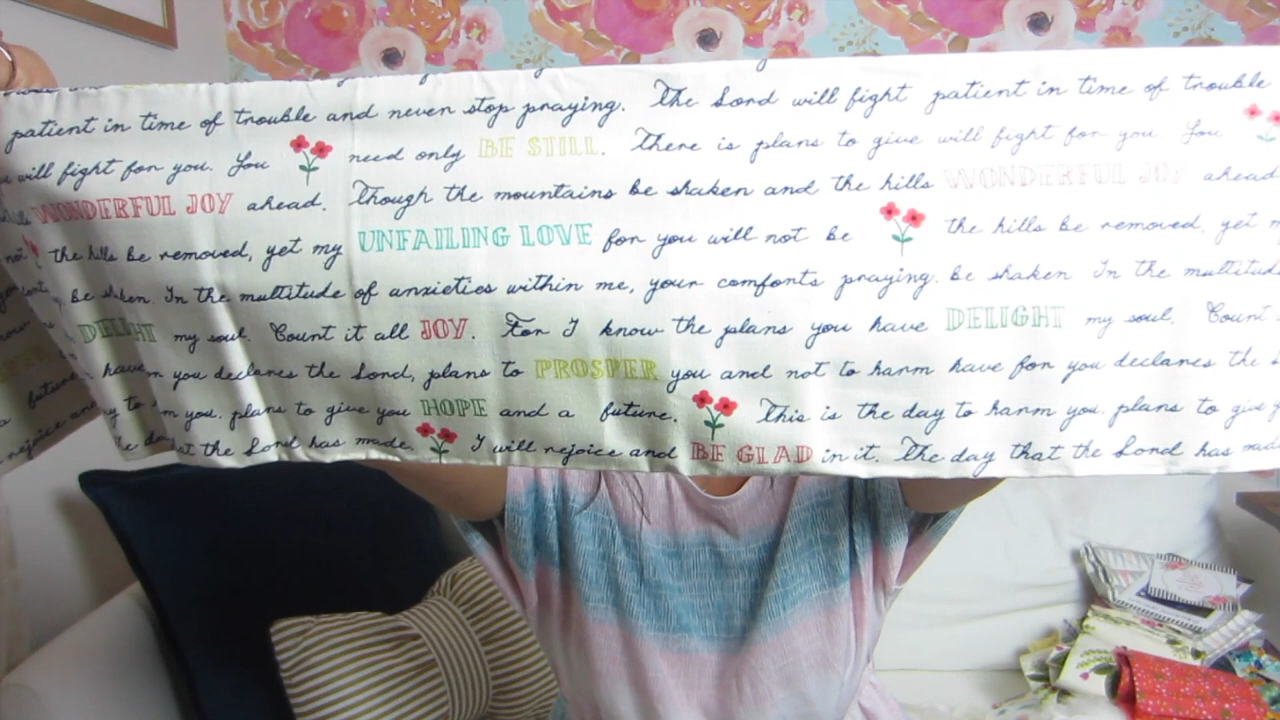 patient in time of trouble and never stop praying. The Lord will fight patient in time of trouble
will fight for you. You need only BE STILL. There is plans to give will fight for you. You
WONDERFUL JOY ahead. Though the mountains be shaken and the hills WONDERFUL JOY ahead
not the hills be removed, yet my UNFAILING LOVE for you will not be the hills be removed, yet
be shaken. In the multitude of anxieties within me, your comforts praying. be shaken In the multitud
DELIGHT my soul. Count it all JOY. For I know the plans you have DELIGHT my soul. Count
have you declares the Lord, plans to PROSPER you and not to harm have for you declares the
to you. plans to give you HOPE and a future. This is the day to harm you. plans to give
the Lord has made. I will rejoice and BE GLAD in it. The day that the Lord has made